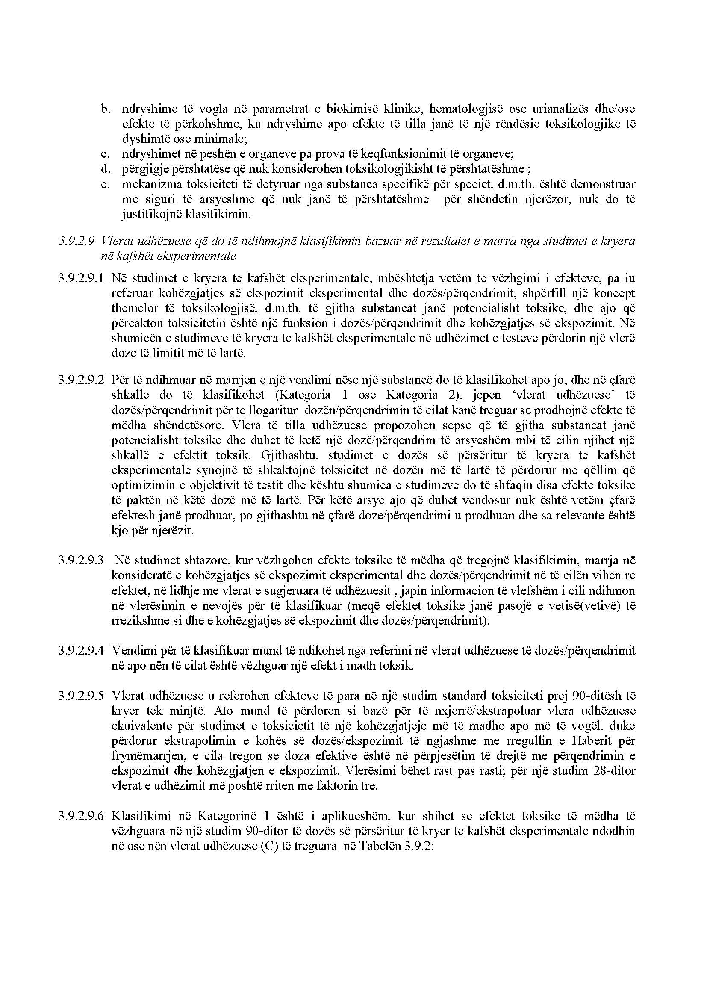 b. ndryshime të vogla në parametrat e biokimisë klinike, hematologjisë ose urianalizës dhe/ose
efekte të përkohshme, ku ndryshime apo efekte të tilla janë të një rëndësie toksikologjike të
dyshimtë ose minimale;
c. ndryshimet në peshën e organeve pa prova të keqfunksionimit të organeve;
d. përgjigje përshtatëse që nuk konsiderohen toksikologjikisht të përshtatëshme ;
e. mekanizma toksiciteti të detyruar nga substanca specifikë për speciet, d.m.th. është demonstruar
me siguri të arsyeshme që nuk janë të përshtatëshme për shëndetin njerëzor, nuk do të
justifikojnë klasifikimin.
3.9.2.9 Vlerat udhëzuese që do të ndihmojnë klasifikimin bazuar në rezultatet e marra nga studimet e kryera
në kafshët eksperimentale
3.9.2.9.1 Në studimet e kryera te kafshët eksperimentale, mbështetja vetëm te vëzhgimi i efekteve, pa iu
referuar kohëzgjatjes së ekspozimit eksperimental dhe dozës/përqendrimit, shpërfill një koncept
themelor të toksikologjisë, d.m.th. të gjitha substancat janë potencialisht toksike, dhe ajo që
përcakton toksicitetin është një funksion i dozës/përqendrimit dhe kohëzgjatjes së ekspozimit. Në
shumicën e studimeve të kryera te kafshët eksperimentale në udhëzimet e testeve përdorin një vlerë
doze të limitit më të lartë.
3.9.2.9.2 Për të ndihmuar në marrjen e një vendimi nëse një substancë do të klasifikohet apo jo, dhe në çfarë
shkalle do të klasifikohet (Kategoria 1 ose Kategoria 2), jepen ‘vlerat udhëzuese’ të
dozës/përqendrimit për te llogaritur dozën/përqendrimin të cilat kanë treguar se prodhojnë efekte të
mëdha shëndetësore. Vlera të tilla udhëzuese propozohen sepse që të gjitha substancat janë
potencialisht toksike dhe duhet të ketë një dozë/përqendrim të arsyeshëm mbi të cilin njihet një
shkallë e efektit toksik. Gjithashtu, studimet e dozës së përsëritur të kryera te kafshët
eksperimentale synojnë të shkaktojnë toksicitet në dozën më të lartë të përdorur me qëllim që
optimizimin e objektivit të testit dhe kështu shumica e studimeve do të shfaqin disa efekte toksike
të paktën në këtë dozë më të lartë. Për këtë arsye ajo që duhet vendosur nuk është vetëm çfarë
efektesh janë prodhuar, po gjithashtu në çfarë doze/përqendrimi u prodhuan dhe sa relevante është
kjo për njerëzit.
3.9.2.9.3 Në studimet shtazore, kur vëzhgohen efekte toksike të mëdha që tregojnë klasifikimin, marrja në
konsideratë e kohëzgjatjes së ekspozimit eksperimental dhe dozës/përqendrimit në të cilën vihen re
efektet, në lidhje me vlerat e sugjeruara të udhëzuesit , japin informacion të vlefshëm i cili ndihmon
në vlerësimin e nevojës për të klasifikuar (meqë efektet toksike janë pasojë e vetisë(vetivë) të
rrezikshme si dhe e kohëzgjatjes së ekspozimit dhe dozës/përqendrimit).
3.9.2.9.4 Vendimi për të klasifikuar mund të ndikohet nga referimi në vlerat udhëzuese të dozës/përqendrimit
në apo nën të cilat është vëzhguar një efekt i madh toksik.
3.9.2.9.5 Vlerat udhëzuese u referohen efekteve të para në një studim standard toksiciteti prej 90-ditësh të
kryer tek minjtë. Ato mund të përdoren si bazë për të nxjerrë/ekstrapoluar vlera udhëzuese
ekuivalente për studimet e toksicietit të një kohëzgjatjeje më të madhe apo më të vogël, duke
përdorur ekstrapolimin e kohës së dozës/ekspozimit të ngjashme me rregullin e Haberit për
frymëmarrjen, e cila tregon se doza efektive është në përpjesëtim të drejtë me përqendrimin e
ekspozimit dhe kohëzgjatjen e ekspozimit. Vlerësimi bëhet rast pas rasti; për një studim 28-ditor
vlerat e udhëzimit më poshtë rriten me faktorin tre.
3.9.2.9.6 Klasifikimi në Kategorinë 1 është i aplikueshëm, kur shihet se efektet toksike të mëdha të
vëzhguara në një studim 90-ditor të dozës së përsëritur të kryer te kafshët eksperimentale ndodhin
në ose nën vlerat udhëzuese (C) të treguara në Tabelën 3.9.2: